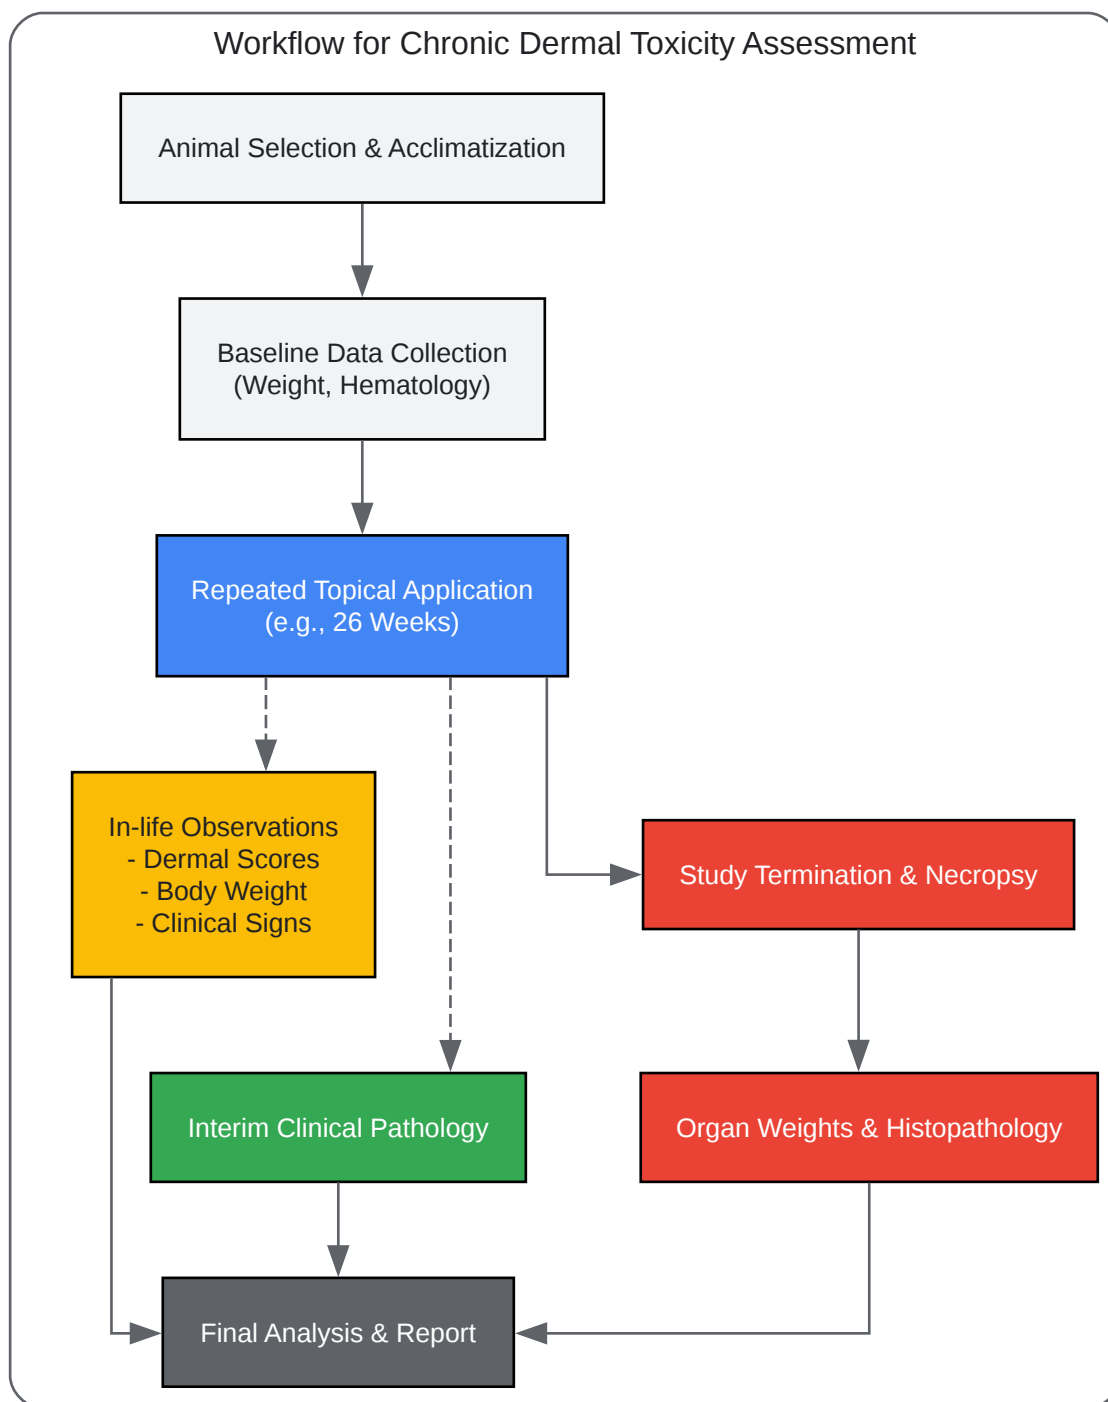 Workflow for Chronic Dermal Toxicity Assessment
Animal Selection & Acclimatization
Baseline Data Collection
(Weight, Hematology)
Repeated Topical Application
(e.g., 26 Weeks)
In-life Observations
- Dermal Scores
- Body Weight
- Clinical Signs
Study Termination & Necropsy
Interim Clinical Pathology
Organ Weights & Histopathology
Final Analysis & Report